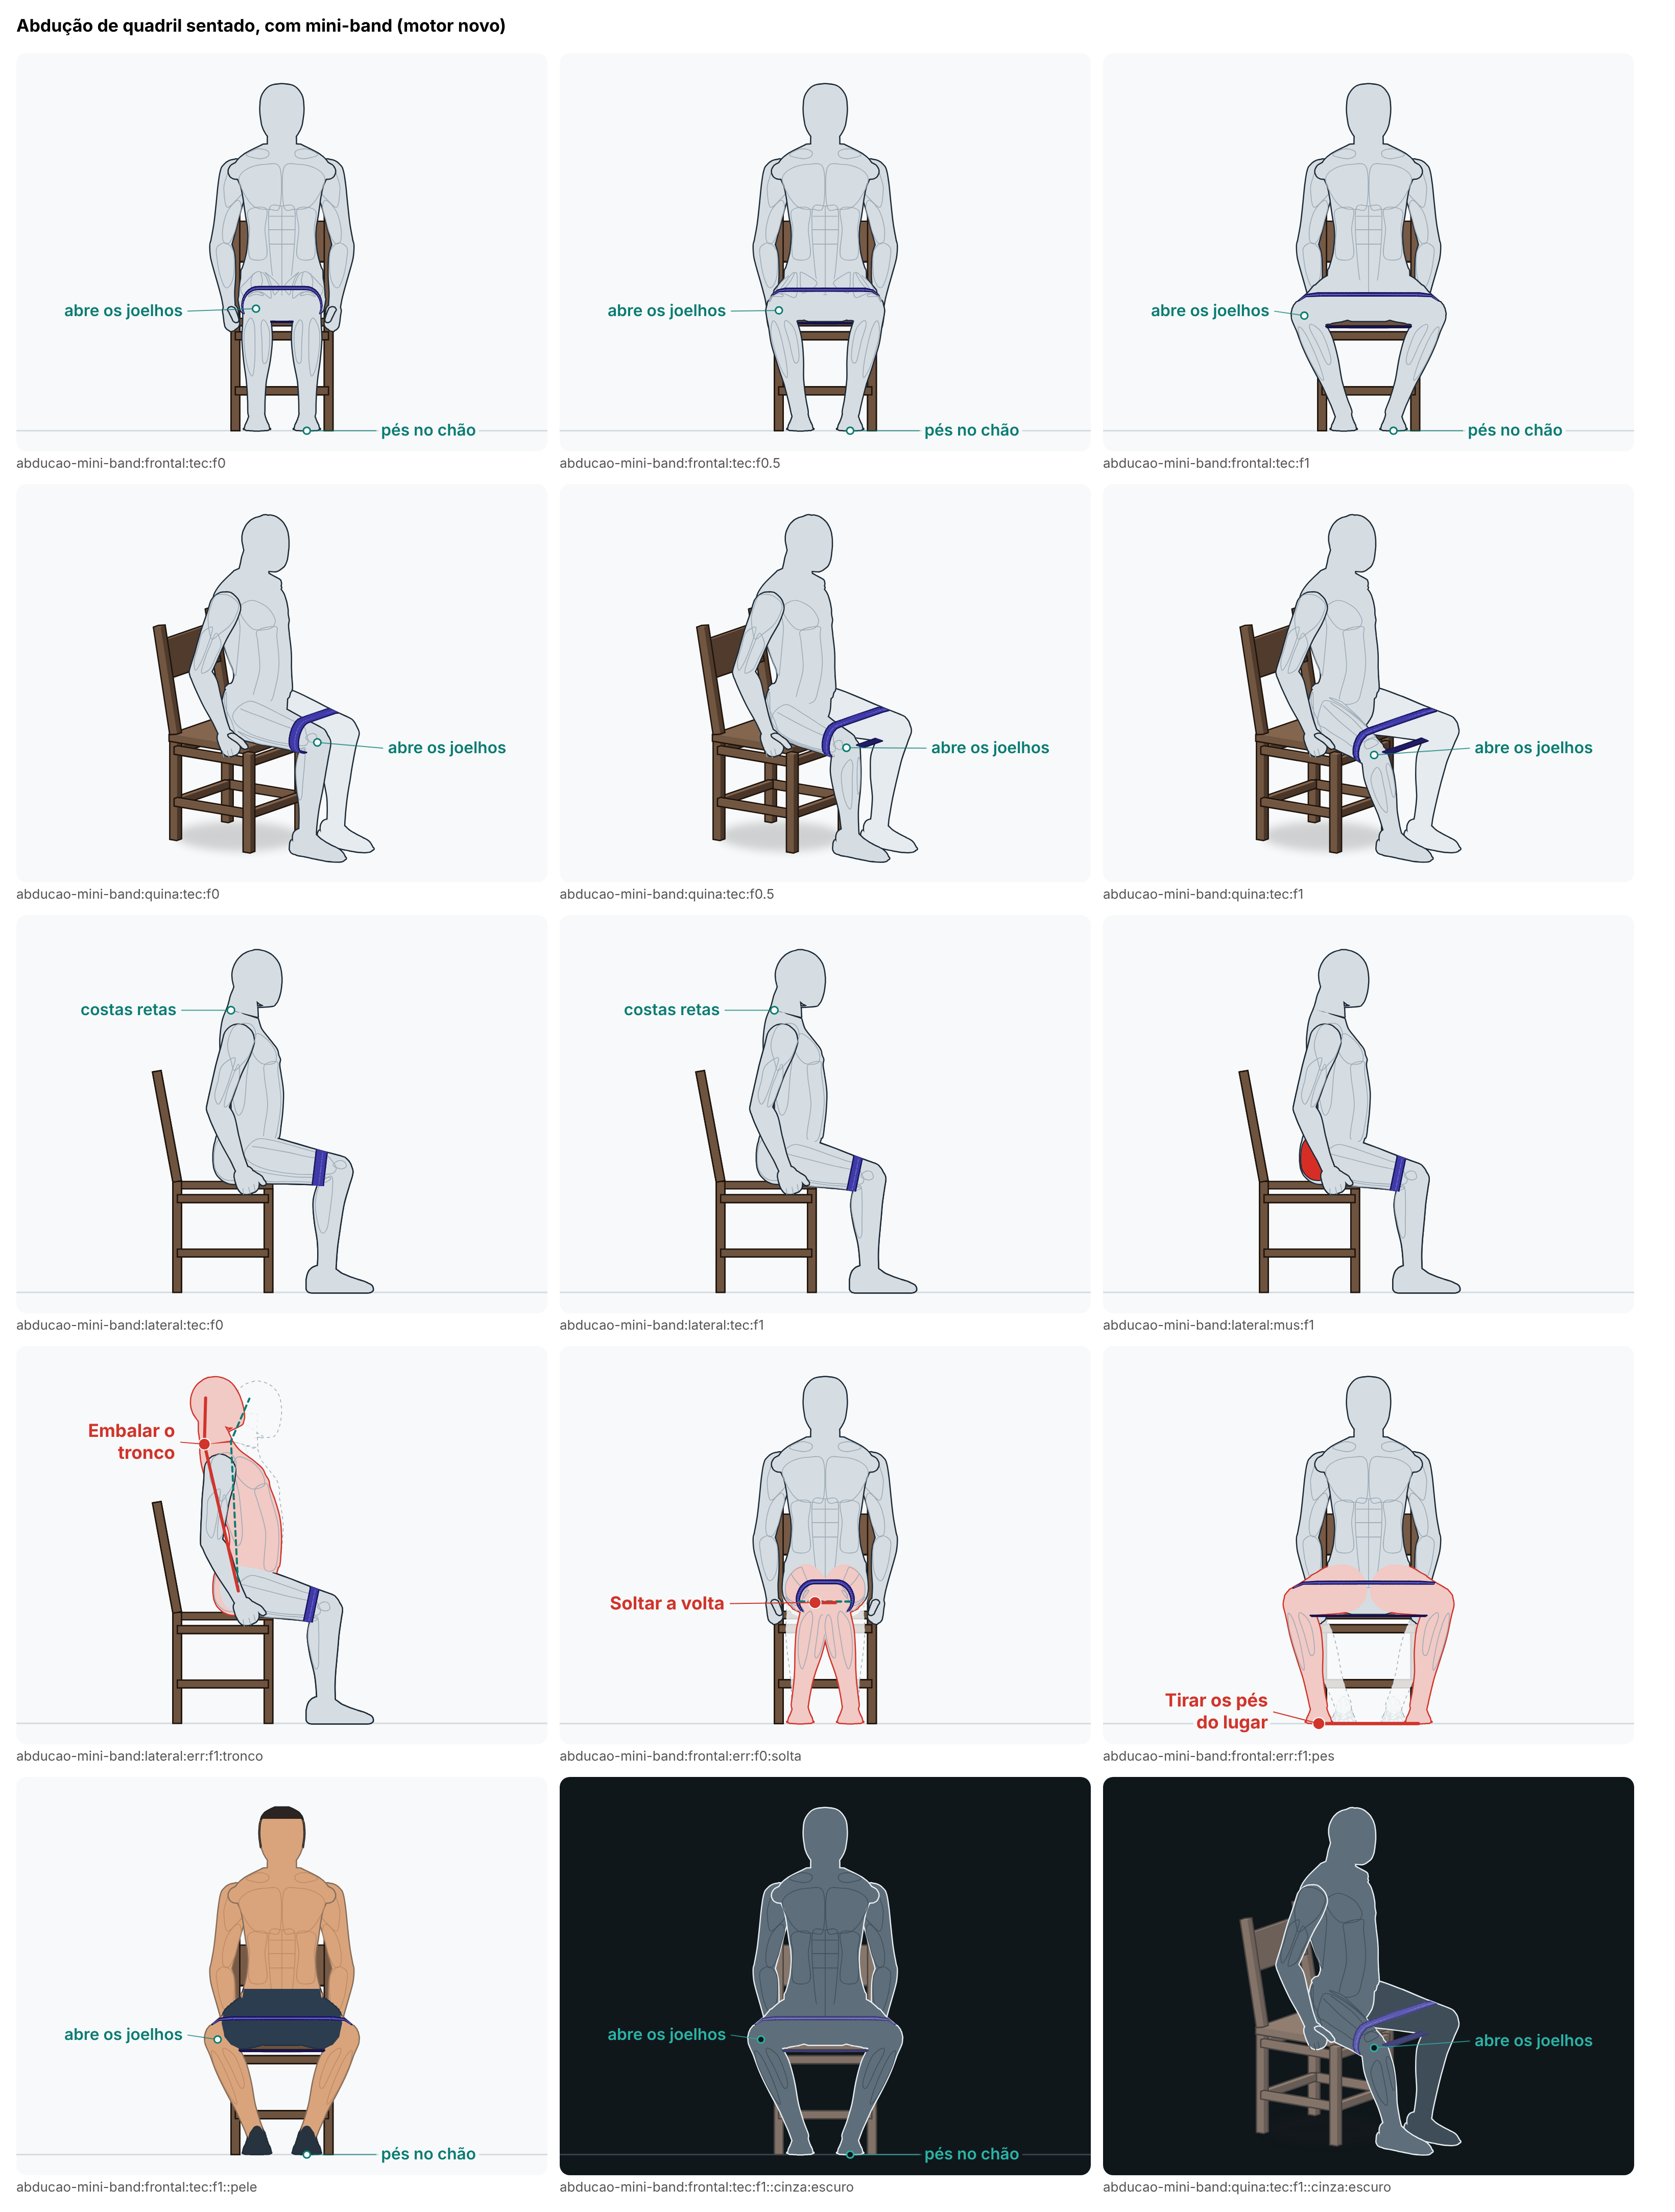 Abdução de quadril sentado, com mini-band (motor novo)
abre os joelhos
pés no chão
abducao-mini-band:frontal:tec:f0
abre os joelhos
pés no chão
abducao-mini-band:frontal:tec:f0.5
abre os joelhos
pés no chão
abducao-mini-band:frontal:tec:f1
abre os joelhos
abducao-mini-band:quina:tec:f0
abre os joelhos
abducao-mini-band:quina:tec:f0.5
abre os joelhos
abducao-mini-band:quina:tec:f1
costas retas
abducao-mini-band:lateral:tec:f0
costas retas
abducao-mini-band:lateral:tec:f1
abducao-mini-band:lateral:mus:f1
Embalar o
tronco
abducao-mini-band:lateral:err:f1:tronco
Soltar a volta
abducao-mini-band:frontal:err:f0:solta
Tirar os pés
do lugar
abducao-mini-band:frontal:err:f1:pes
abre os joelhos
pés no chão
abducao-mini-band:frontal:tec:f1::pele
abre os joelhos
pés no chão
abducao-mini-band:frontal:tec:f1::cinza:escuro
abre os joelhos
abducao-mini-band:quina:tec:f1::cinza:escuro